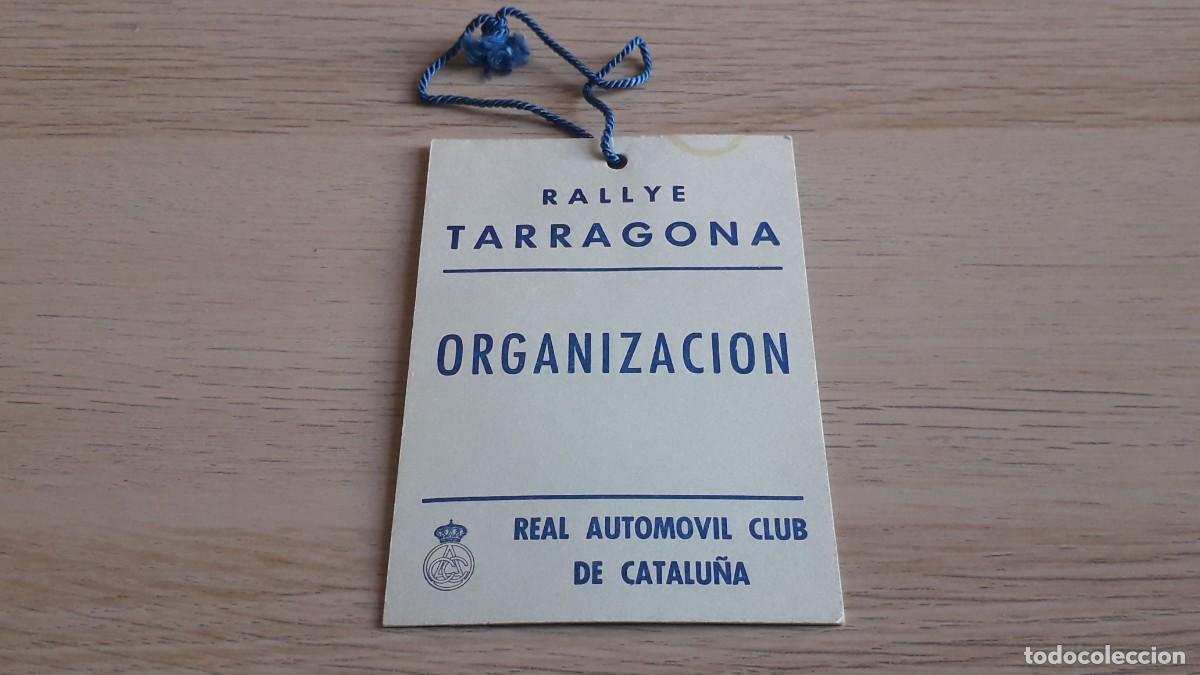 RALLYE
TARRAGONA
ORGANIZACION
REAL AUTOMOVIL CLUB
DE CATALUÑA
todocoleccion